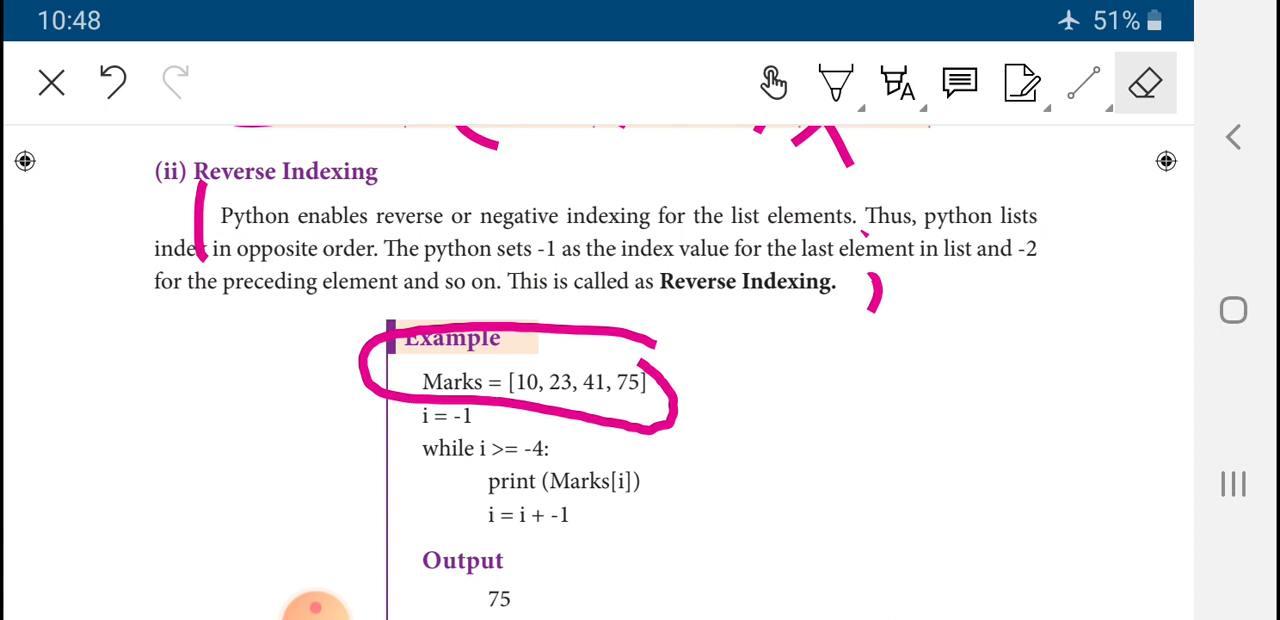 10:48 51%
A
(ii) Reverse Indexing
Python enables reverse or negative indexing for the list elements. Thus, python lists
index in opposite order. The python sets -1 as the index value for the last element in list and -2
for the preceding element and so on. This is called as Reverse Indexing.
Example
Marks = [10, 23, 41, 75]
i = -1
while i >= -4:
print (Marks[i])
i = i + -1
Output
75